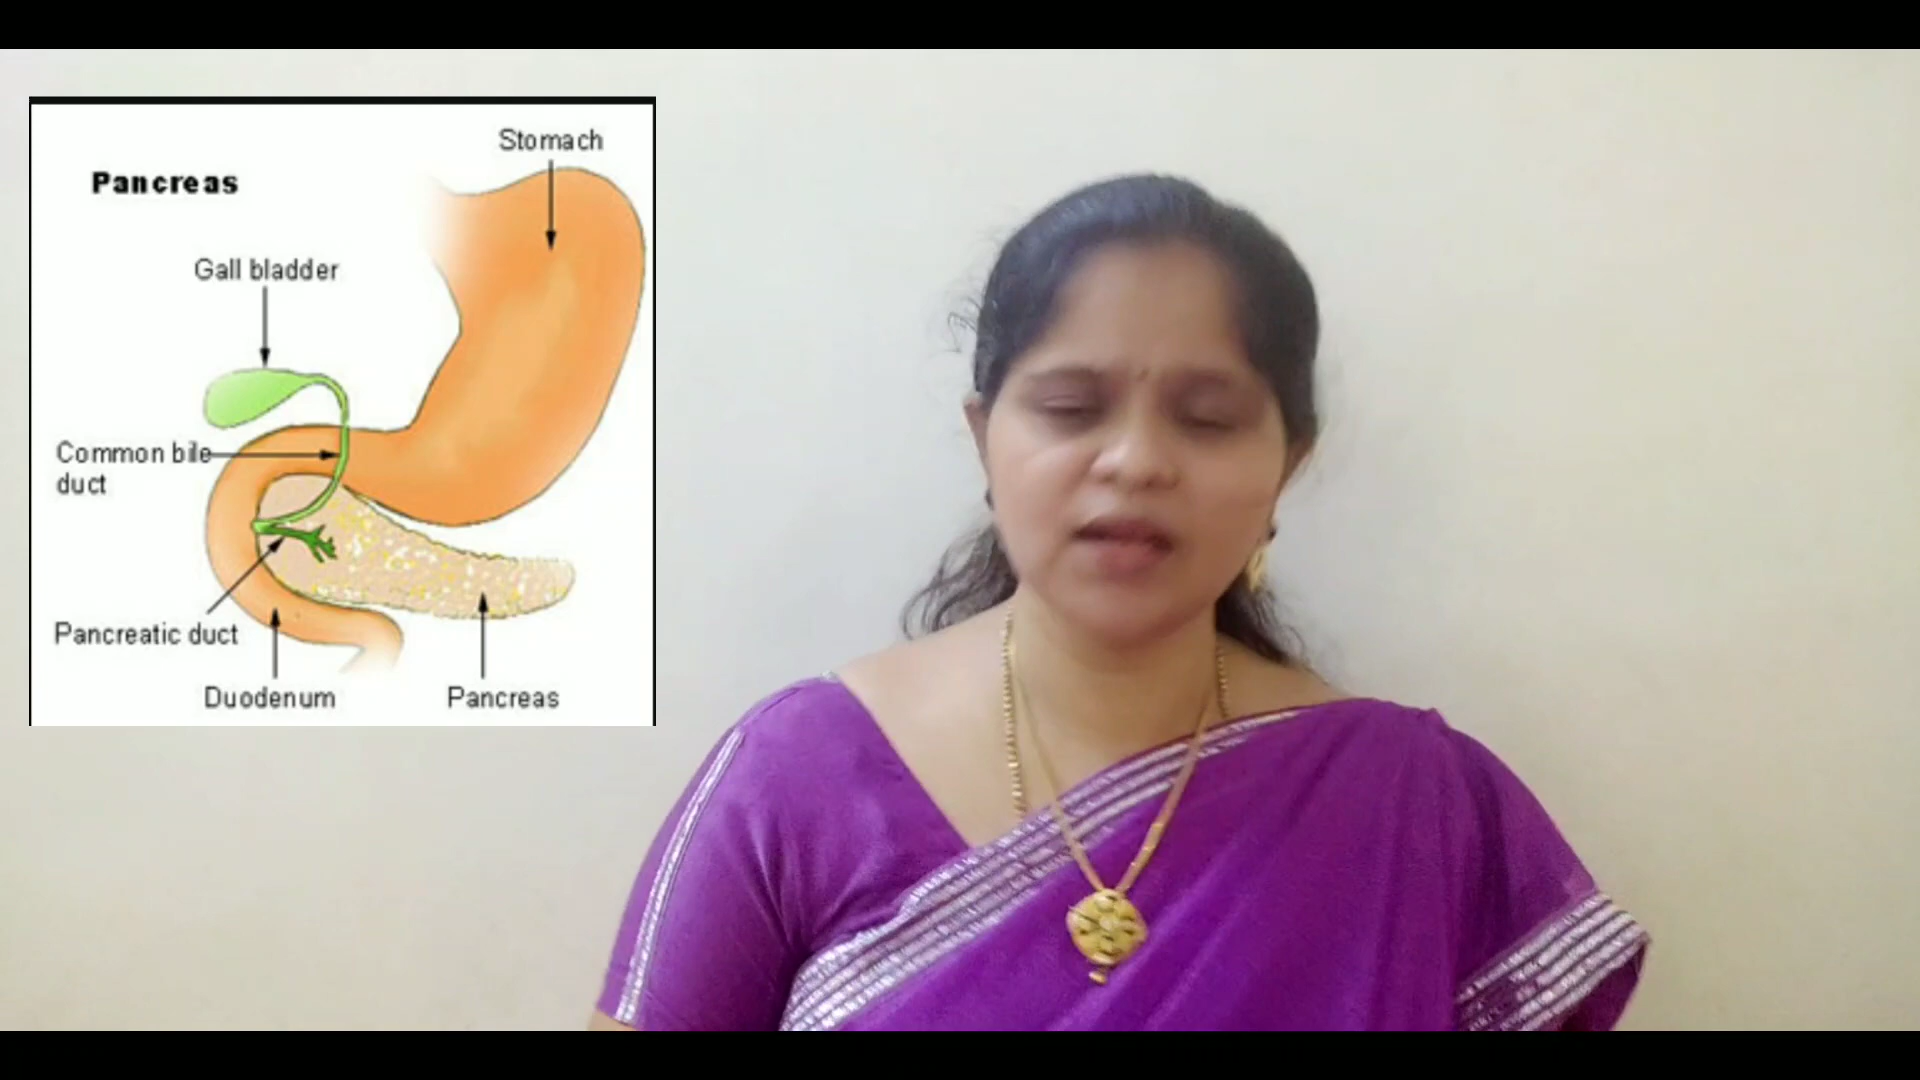 Stomach
Pancreas
Gall bladder
Common bile
duct
Pancreatic duct
Duodenum
Pancreas